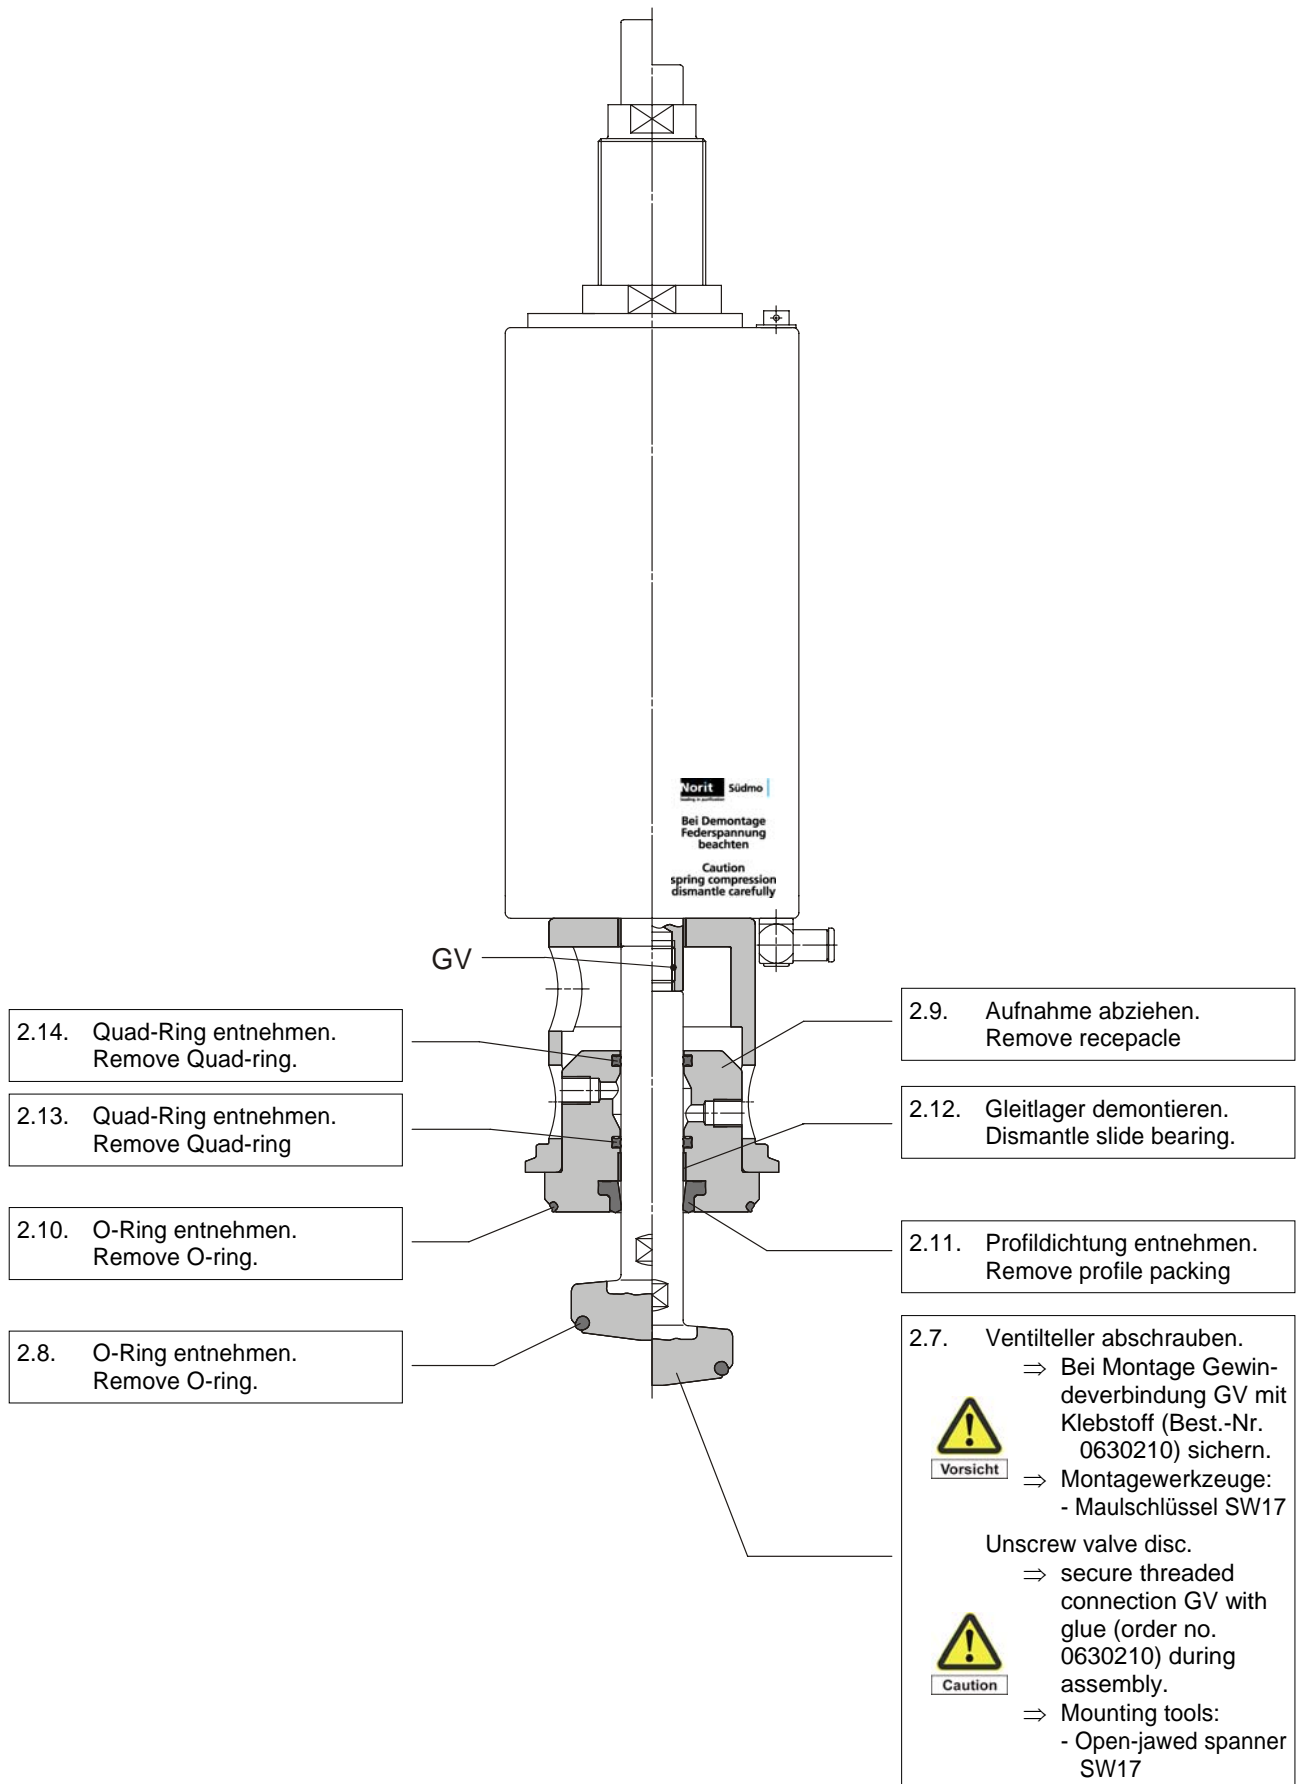 Norit Südmo
leading in purification
Bei Demontage
Federspannung
beachten
Caution
spring compression
dismantle carefully
GV
2.14. Quad-Ring entnehmen.
Remove Quad-ring.
2.13. Quad-Ring entnehmen.
Remove Quad-ring
2.10. O-Ring entnehmen.
Remove O-ring.
2.8. O-Ring entnehmen.
Remove O-ring.
2.9. Aufnahme abziehen.
Remove recepacle
2.12. Gleitlager demontieren.
Dismantle slide bearing.
2.11. Profildichtung entnehmen.
Remove profile packing
2.7. Ventilteller abschrauben.
⇒ Bei Montage Gewin-
deverbindung GV mit
Klebstoff (Best.-Nr.
0630210) sichern.
Vorsicht
⇒ Montagewerkzeuge:
- Maulschlüssel SW17
Unscrew valve disc.
⇒ secure threaded
connection GV with
glue (order no.
0630210) during
assembly.
Caution
⇒ Mounting tools:
- Open-jawed spanner
SW17